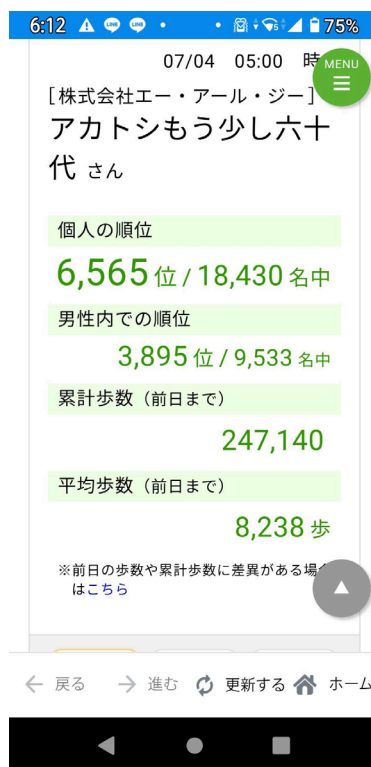 6:12
75%
07/04 05:00 時
MENU
[株式会社エー・アール・ジー]
アカトシもう少し六十
代 さん
個人の順位
6,565 位 / 18,430 名中
男性内での順位
3,895 位 / 9,533 名中
累計歩数（前日まで）
247,140
平均歩数（前日まで）
8,238 歩
※前日の歩数や累計歩数に差異がある場合
はこちら
← 戻る → 進む 更新する ホーム